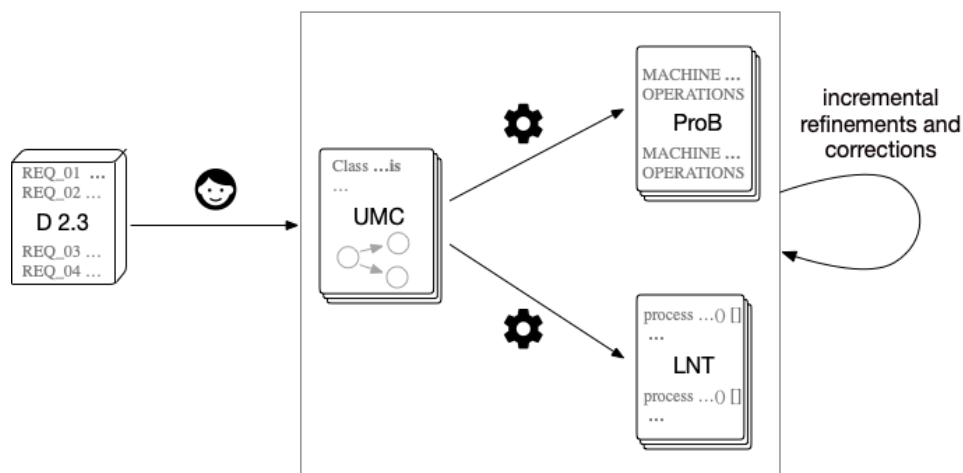 REQ_01 ...
REQ_02 ...
D 2.3
REQ_03 ...
REQ_04 ...
Class ...is
...
UMC
MACHINE ...
OPERATIONS
ProB
MACHINE ...
OPERATIONS
process ...() []
...
LNT
process ...() []
...
incremental
refinements and
corrections